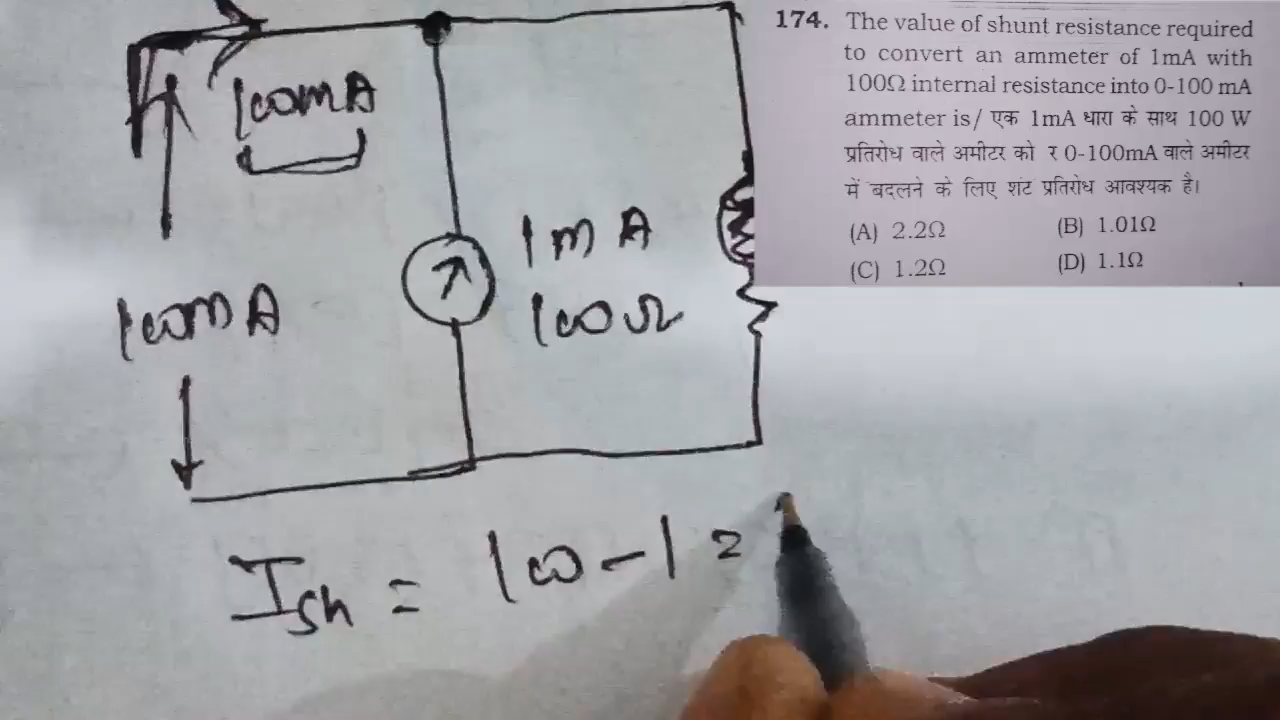 174. The value of shunt resistance required
to convert an ammeter of 1mA with
100Ω internal resistance into 0-100 mA
ammeter is/ एक 1mA धारा के साथ 100 W
प्रतिरोध वाले अमीटर को र 0-100mA वाले अमीटर
में बदलने के लिए शंट प्रतिरोध आवश्यक है।
(A) 2.2Ω (B) 1.01Ω
(C) 1.2Ω (D) 1.1Ω
100mA
1mA
100Ω
100mA
Ish = 100 - 1 =